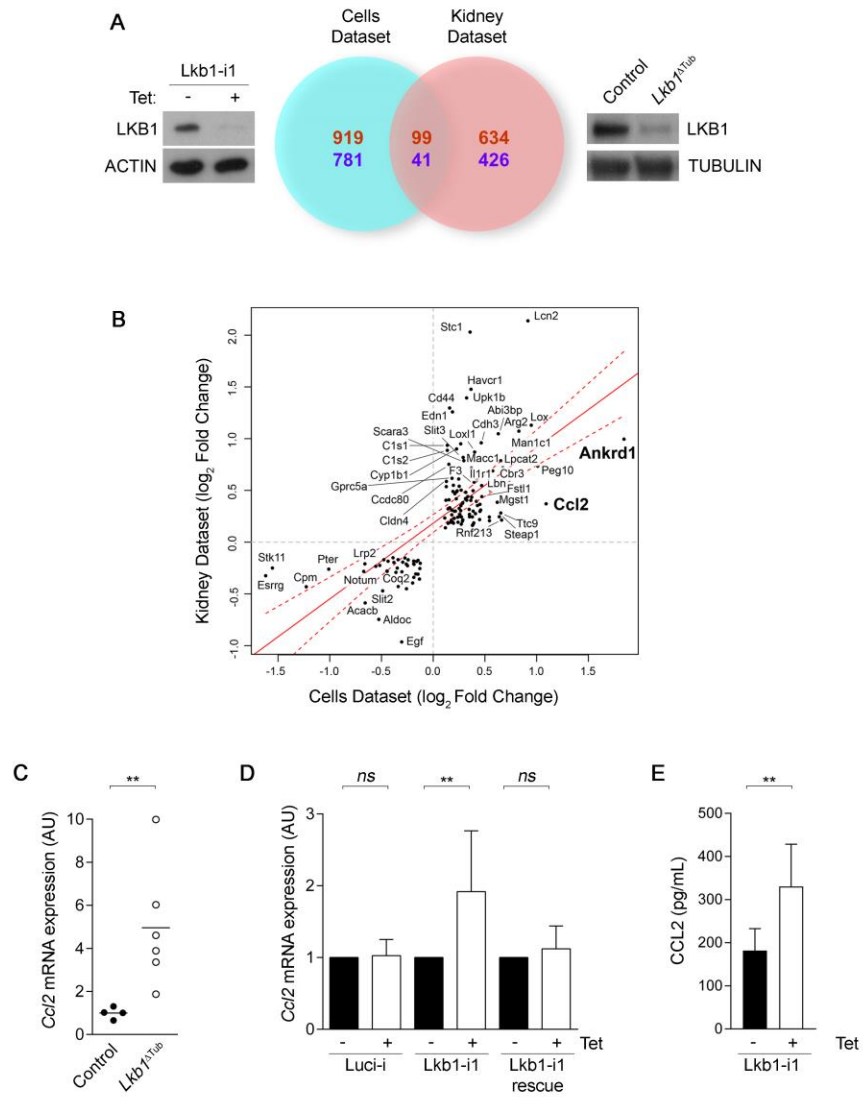 A
Cells
Dataset
Kidney
Dataset
Lkb1-i1
Tet: - +
LKB1
ACTIN
919 99 634
781 41 426
Control Lkb1ΔTub
LKB1
TUBULIN
B
Kidney Dataset (log2 Fold Change)
2.0
1.5
1.0
0.5
0.0
-0.5
-1.0
Lcn2
Stc1
Havcr1
Upk1b
Cd44
Edn1
Abi3bp
Arg2
Lox
Scara3
Slit3
Loxl1
Cdh3
Man1c1
C1s1
C1s2
Macc1
Lpcat2
Ankrd1
Cyp1b1
F3
Il1r1
Cbr3
Peg10
Gprc5a
Lbn
Fstl1
Ccdc80
Mgst1
Ccl2
Cldn4
Ttc9
Rnf213
Steap1
Stk11
Pter
Lrp2
Esrrg
Cpm
Notum
Coq2
Slit2
Acacb
Aldoc
Egf
-1.5 -1.0 -0.5 0.0 0.5 1.0 1.5
Cells Dataset (log2 Fold Change)
C
**
Ccl2 mRNA expression (AU)
10
8
6
4
2
0
Control Lkb1ΔTub
D
ns ** ns
Ccl2 mRNA expression (AU)
3
2
1
0
- + - + - + Tet
Luci-i Lkb1-i1 Lkb1-i1
rescue
E
**
CCL2 (pg/mL)
500
400
300
200
100
0
- + Tet
Lkb1-i1